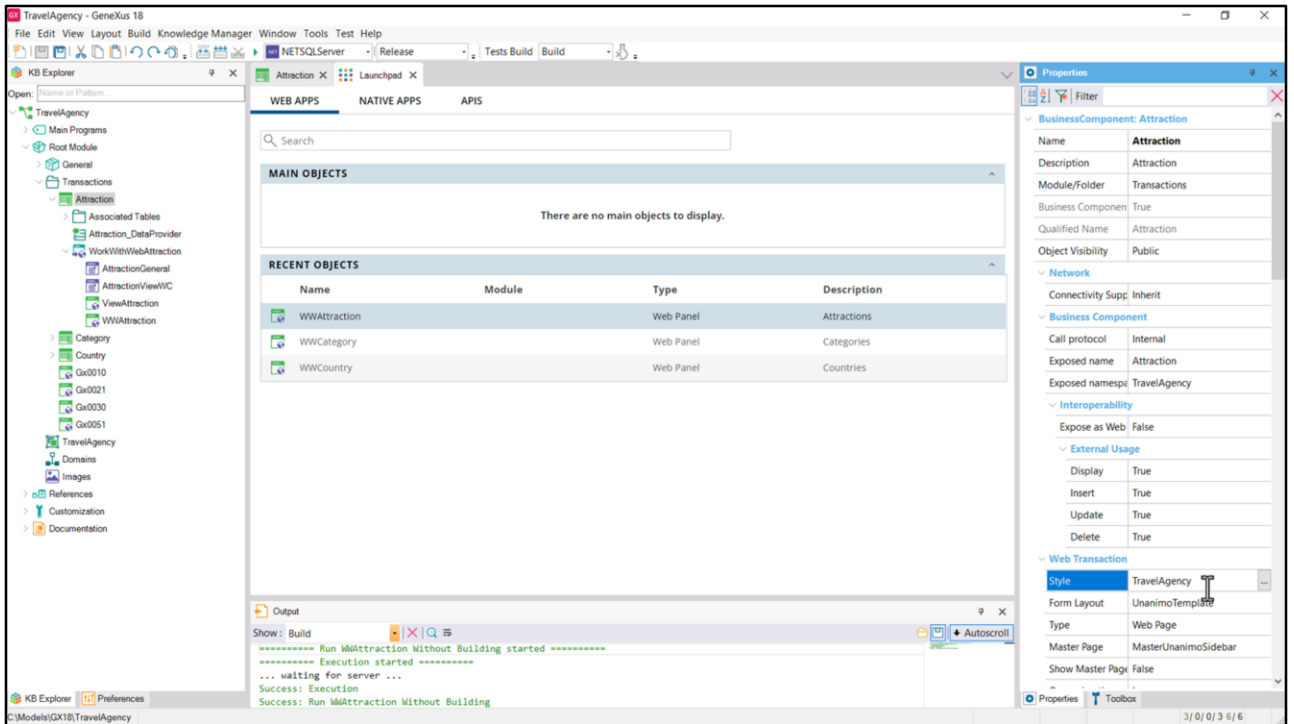 TravelAgency - GeneXus 18
File Edit View Layout Build Knowledge Manager Window Tools Test Help
NETSQLServer Release Tests Build Build
KB Explorer
Open: Name or Pattern...
TravelAgency
Main Programs
Root Module
General
Transactions
Attraction
Associated Tables
Attraction_DataProvider
WorkWithWebAttraction
AttractionGeneral
AttractionViewWC
ViewAttraction
WWAttraction
Category
Country
Gx0010
Gx0021
Gx0030
Gx0051
TravelAgency
Domains
Images
References
Customization
Documentation
KB Explorer Preferences
C:\Models\GX18\TravelAgency
Attraction Launchpad
WEB APPS NATIVE APPS APIS
Search
MAIN OBJECTS
There are no main objects to display.
RECENT OBJECTS
Name Module Type Description
WWAttraction Web Panel Attractions
WWCategory Web Panel Categories
WWCountry Web Panel Countries
Output
Show: Build Autoscroll
========== Run WWAttraction Without Building started ==========
========== Execution started ==========
... waiting for server ...
Success: Execution
Success: Run WWAttraction Without Building
Properties
Filter
BusinessComponent: Attraction
Name Attraction
Description Attraction
Module/Folder Transactions
Business Componen True
Qualified Name Attraction
Object Visibility Public
Network
Connectivity Supp Inherit
Business Component
Call protocol Internal
Exposed name Attraction
Exposed namespa TravelAgency
Interoperability
Expose as Web False
External Usage
Display True
Insert True
Update True
Delete True
Web Transaction
Style TravelAgency ...
Form Layout UnanimoTemplate
Type Web Page
Master Page MasterUnanimoSidebar
Show Master Page False
Properties Toolbox
3/ 0/ 0/ 3 6/ 6